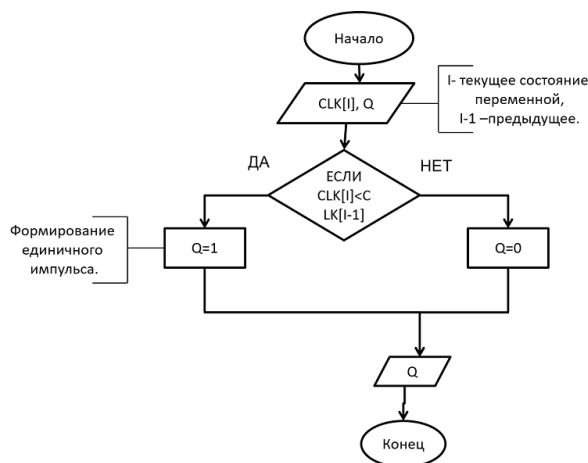 Начало
CLK[I], Q
I- текущее состояние
переменной,
I-1 –предыдущее.
ДА
НЕТ
ЕСЛИ
CLK[I]<C
LK[I-1]
Формирование
единичного
импульса.
Q=1
Q=0
Q
Конец